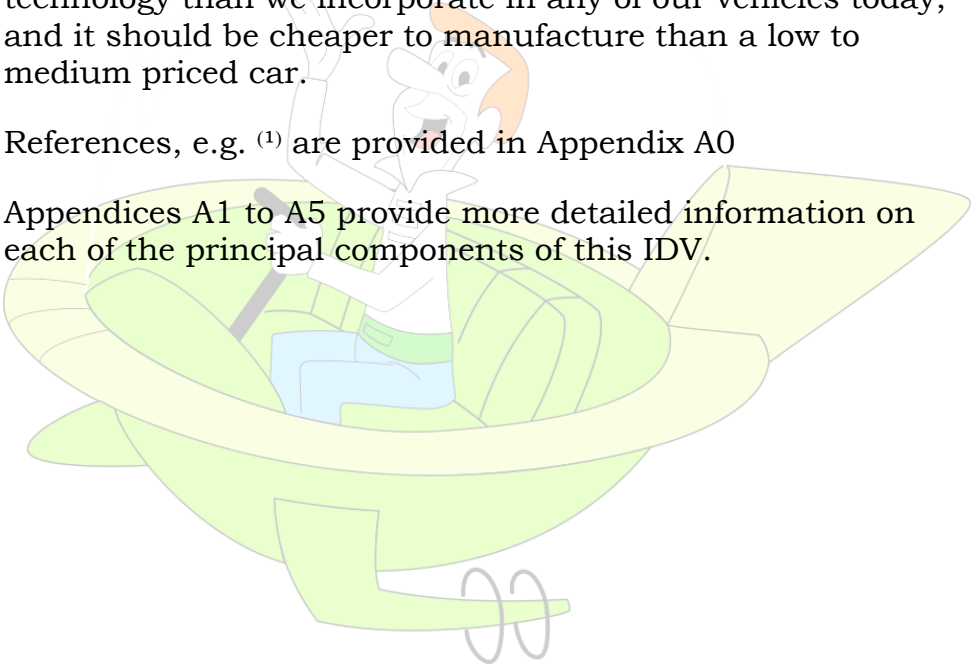 technology than we incorporate in any of our vehicles today,
and it should be cheaper to manufacture than a low to
medium priced car.
References, e.g. ⁽¹⁾ are provided in Appendix A0
Appendices A1 to A5 provide more detailed information on
each of the principal components of this IDV.